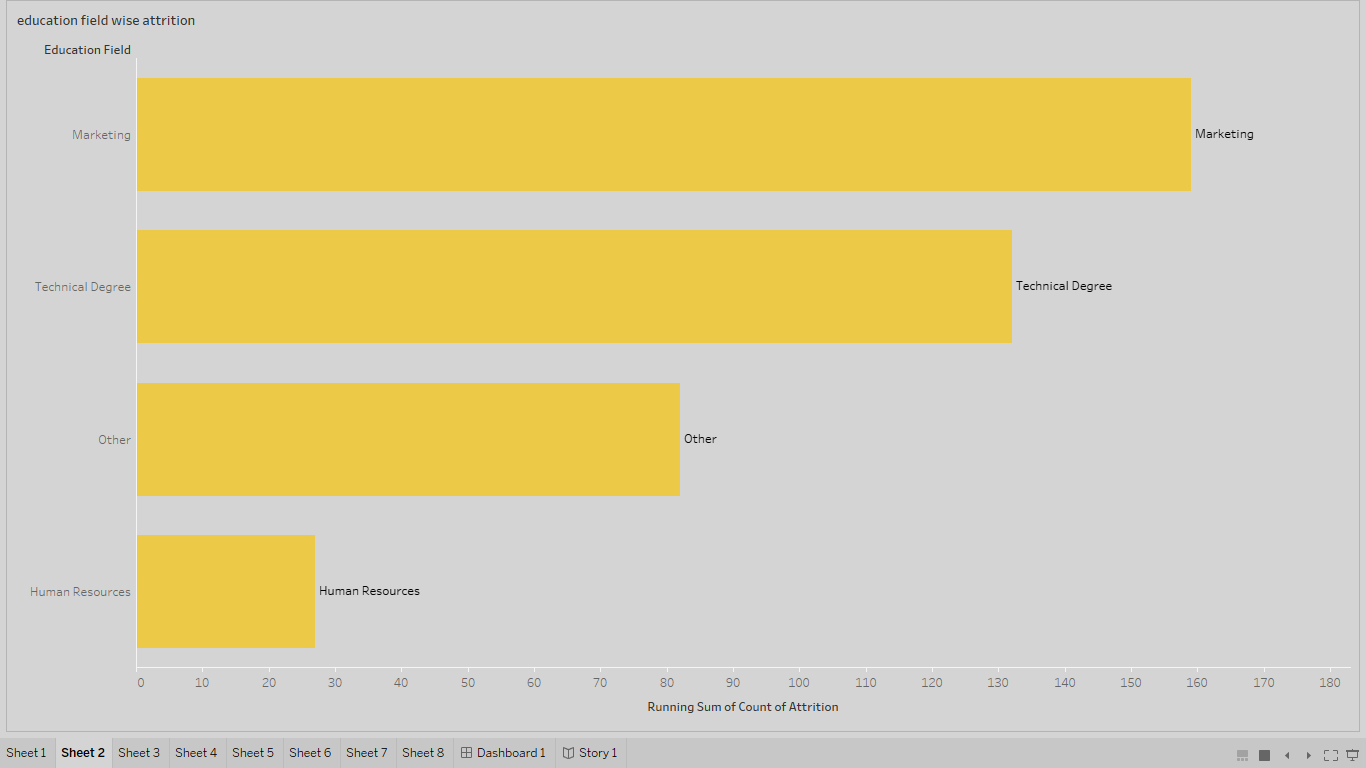 education field wise attrition
Education Field
Marketing
Marketing
Technical Degree
Technical Degree
Other
Other
Human Resources
Human Resources
0 10 20 30 40 50 60 70 80 90 100 110 120 130 140 150 160 170 180
Running Sum of Count of Attrition
Sheet 1 Sheet 2 Sheet 3 Sheet 4 Sheet 5 Sheet 6 Sheet 7 Sheet 8 Dashboard 1 Story 1